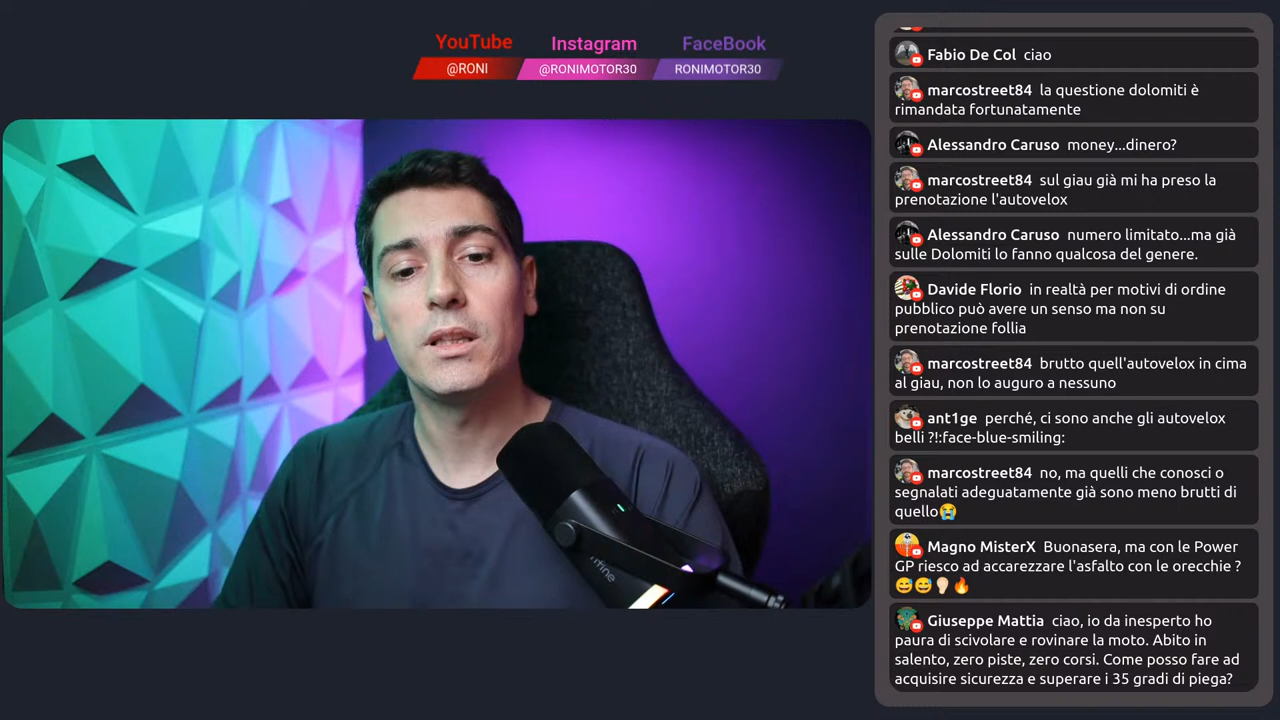 YouTube
Instagram
FaceBook
@RONI
@RONIMOTOR30
RONIMOTOR30
Fabio De Col ciao
marcostreet84 la questione dolomiti è
rimandata fortunatamente
Alessandro Caruso money...dinero?
marcostreet84 sul giau già mi ha preso la
prenotazione l'autovelox
Alessandro Caruso numero limitato...ma già
sulle Dolomiti lo fanno qualcosa del genere.
Davide Florio in realtà per motivi di ordine
pubblico può avere un senso ma non su
prenotazione follia
marcostreet84 brutto quell'autovelox in cima
al giau, non lo auguro a nessuno
ant1ge perché, ci sono anche gli autovelox
belli ?!:face-blue-smiling:
marcostreet84 no, ma quelli che conosci o
segnalati adeguatamente già sono meno brutti di
quello😭
Magno MisterX Buonasera, ma con le Power
GP riesco ad accarezzare l'asfalto con le orecchie ?
😅😅👂🏻🔥
Giuseppe Mattia ciao, io da inesperto ho
paura di scivolare e rovinare la moto. Abito in
salento, zero piste, zero corsi. Come posso fare ad
acquisire sicurezza e superare i 35 gradi di piega?